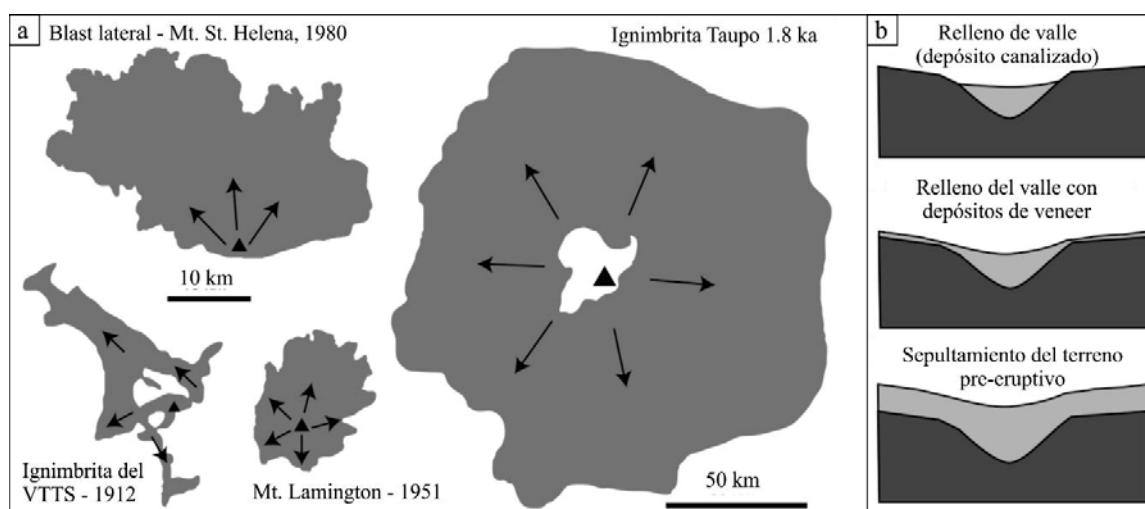 a
Blast lateral - Mt. St. Helena, 1980
Ignimbrita Taupo 1.8 ka
10 km
Ignimbrita del
VTTS - 1912
Mt. Lamington - 1951
50 km
b
Relleno de valle
(depósito canalizado)
Relleno del valle con
depósitos de veneer
Sepultamiento del terreno
pre-eruptivo